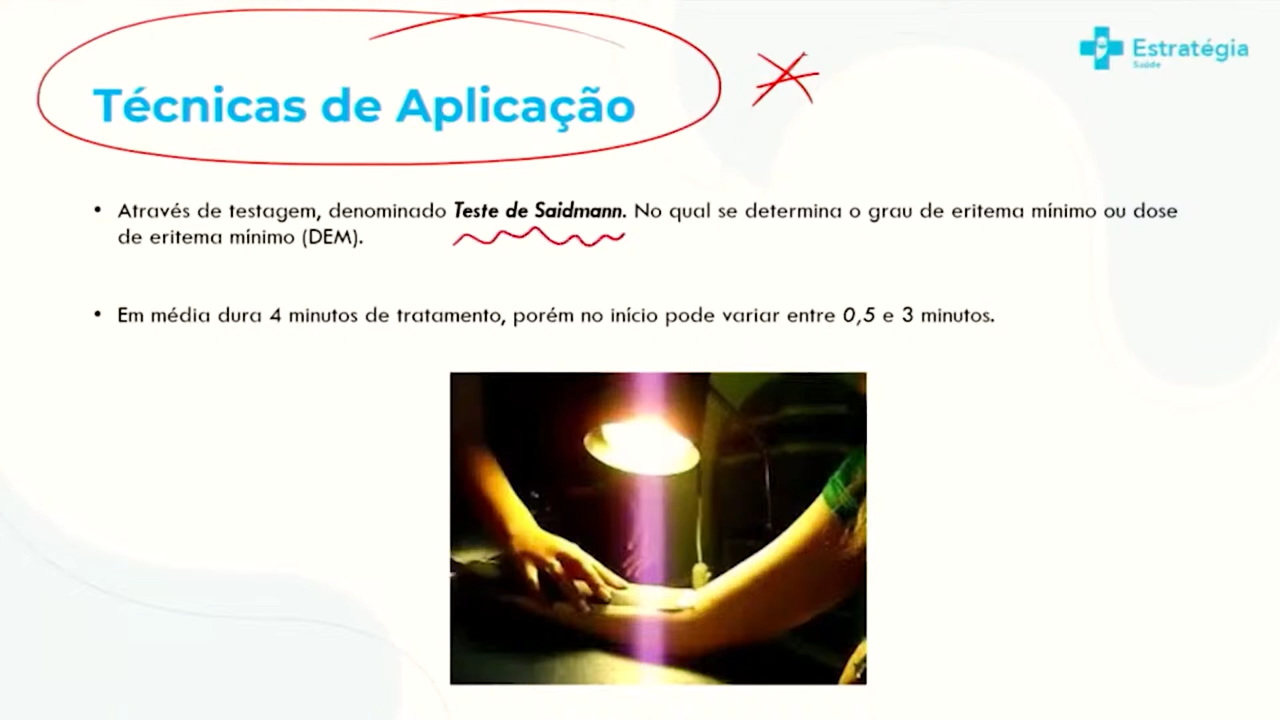 Estratégia
Saúde
Técnicas de Aplicação
• Através de testagem, denominado Teste de Saidmann. No qual se determina o grau de eritema mínimo ou dose
de eritema mínimo (DEM).
• Em média dura 4 minutos de tratamento, porém no início pode variar entre 0,5 e 3 minutos.